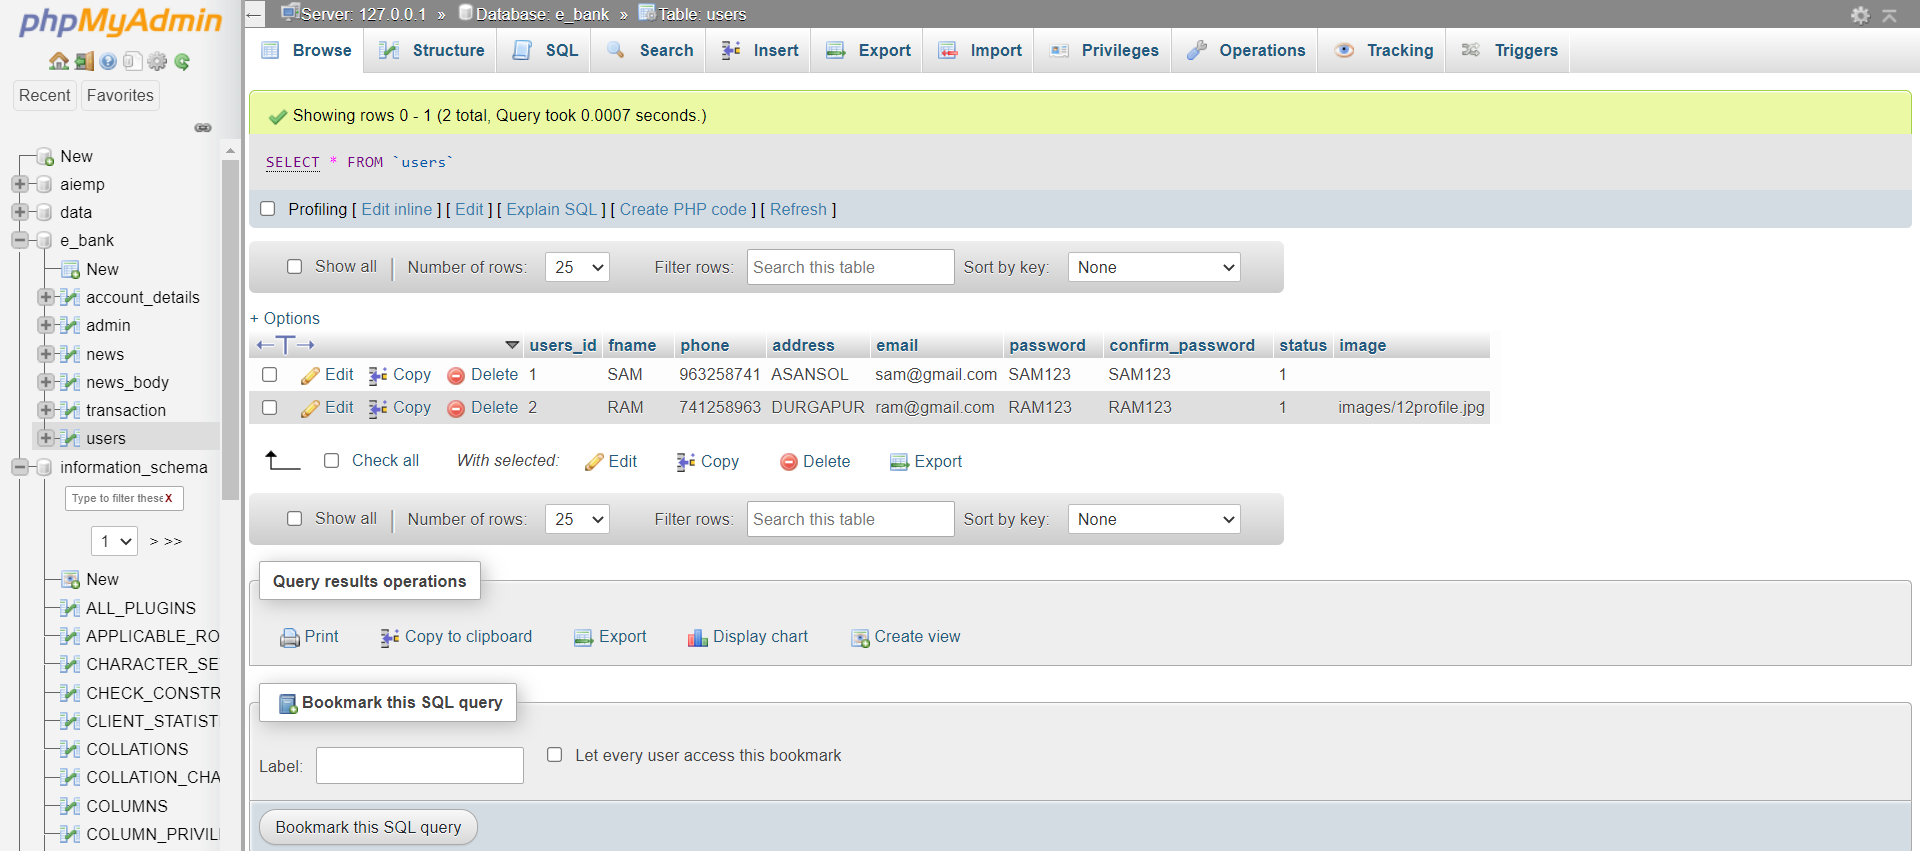 phpMyAdmin
Recent Favorites
New
aiemp
data
e_bank
New
account_details
admin
news
news_body
transaction
users
information_schema
Type to filter these X
1 > >>
New
ALL_PLUGINS
APPLICABLE_RO
CHARACTER_SE
CHECK_CONSTR
CLIENT_STATIST
COLLATIONS
COLLATION_CHA
COLUMNS
COLUMN_PRIVIL
Server: 127.0.0.1 » Database: e_bank » Table: users
Browse Structure SQL Search Insert Export Import Privileges Operations Tracking Triggers
Showing rows 0 - 1 (2 total, Query took 0.0007 seconds.)
SELECT * FROM `users`
Profiling [ Edit inline ] [ Edit ] [ Explain SQL ] [ Create PHP code ] [ Refresh ]
Show all Number of rows: 25 Filter rows: Search this table Sort by key: None
+ Options
users_id fname phone address email password confirm_password status image
Edit Copy Delete 1 SAM 963258741 ASANSOL sam@gmail.com SAM123 SAM123 1
Edit Copy Delete 2 RAM 741258963 DURGAPUR ram@gmail.com RAM123 RAM123 1 images/12profile.jpg
Check all With selected: Edit Copy Delete Export
Show all Number of rows: 25 Filter rows: Search this table Sort by key: None
Query results operations
Print Copy to clipboard Export Display chart Create view
Bookmark this SQL query
Label: Let every user access this bookmark
Bookmark this SQL query